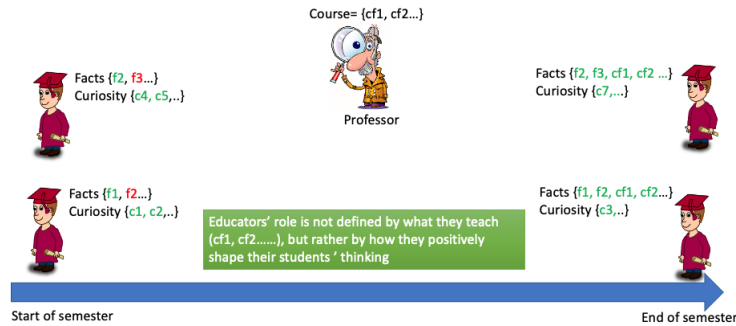 Course= {cf1, cf2…}
Professor
Facts {f2, f3…}
Curiosity {c4, c5,..}
Facts {f2, f3, cf1, cf2 …}
Curiosity {c7,...}
Facts {f1, f2…}
Curiosity {c1, c2,..}
Educators’ role is not defined by what they teach
(cf1, cf2……), but rather by how they positively
shape their students ’ thinking
Facts {f1, f2, cf1, cf2…}
Curiosity {c3,..}
Start of semester
End of semester